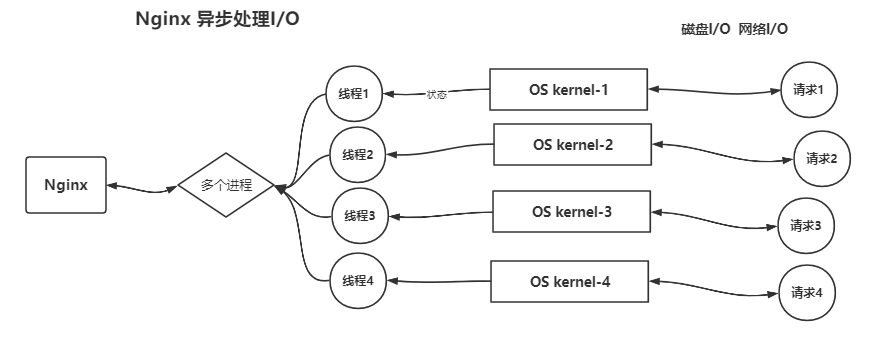 Nginx 异步处理I/O
磁盘I/O 网络I/O
线程1
状态
OS kernel-1
请求1
线程2
OS kernel-2
请求2
Nginx
多个进程
线程3
OS kernel-3
请求3
线程4
OS kernel-4
请求4